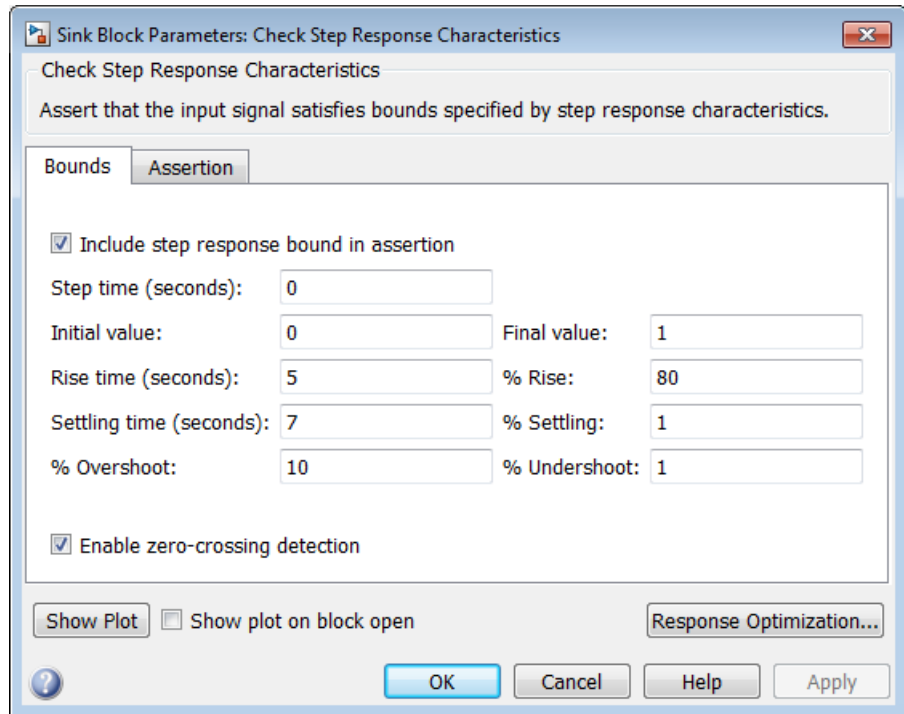 Sink Block Parameters: Check Step Response Characteristics
Check Step Response Characteristics
Assert that the input signal satisfies bounds specified by step response characteristics.
Bounds Assertion
Include step response bound in assertion
Step time (seconds): 0
Initial value: 0 Final value: 1
Rise time (seconds): 5 % Rise: 80
Settling time (seconds): 7 % Settling: 1
% Overshoot: 10 % Undershoot: 1
Enable zero-crossing detection
Show Plot Show plot on block open Response Optimization...
? OK Cancel Help Apply